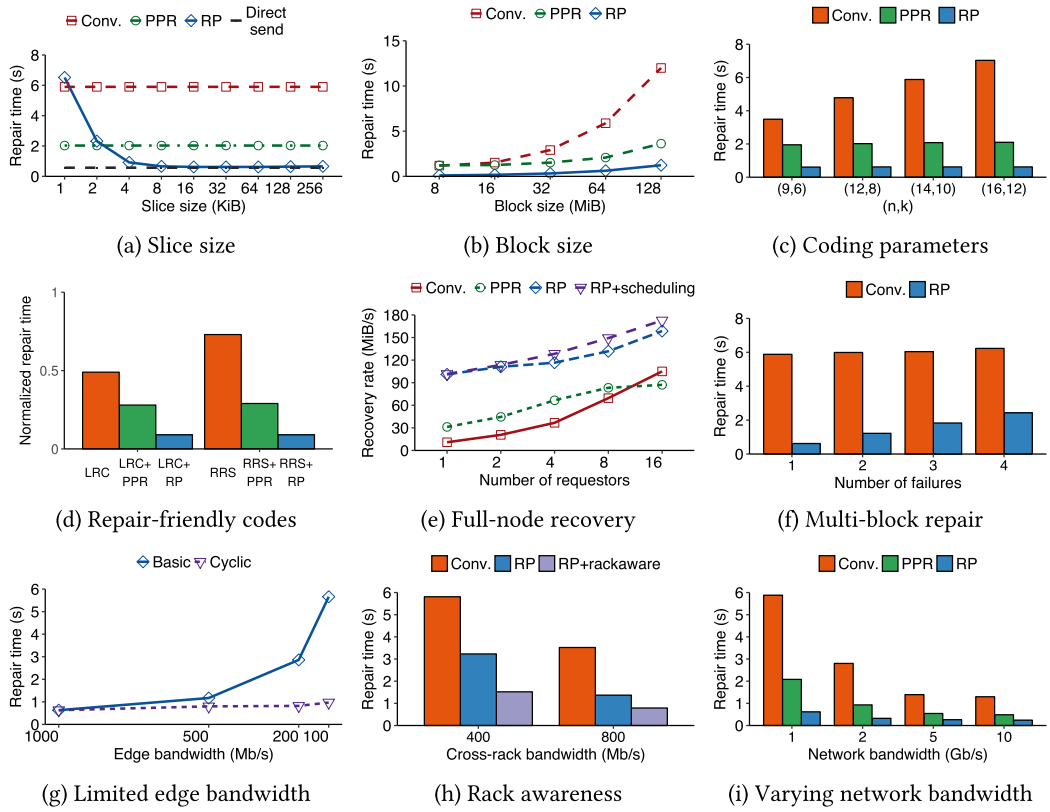 Conv. PPR RP Direct send
Repair time (s)
8
6
4
2
0
1 2 4 8 16 32 64 128 256
Slice size (KiB)
(a) Slice size
Conv. PPR RP
Repair time (s)
15
10
5
0
8 16 32 64 128
Block size (MiB)
(b) Block size
Conv. PPR RP
Repair time (s)
8
6
4
2
0
(9,6) (12,8) (14,10) (16,12)
(n,k)
(c) Coding parameters
Normalized repair time
1
0.5
0
LRC LRC+PPR LRC+RP RRS RRS+PPR RRS+RP
(d) Repair-friendly codes
Conv. PPR RP RP+scheduling
Recovery rate (MiB/s)
180
150
120
90
60
30
0
1 2 4 8 16
Number of requestors
(e) Full-node recovery
Conv. RP
Repair time (s)
8
6
4
2
0
1 2 3 4
Number of failures
(f) Multi-block repair
Basic Cyclic
Repair time (s)
6
5
4
3
2
1
0
1000 500 200 100
Edge bandwidth (Mb/s)
(g) Limited edge bandwidth
Conv. RP RP+rackaware
Repair time (s)
6
5
4
3
2
1
0
400 800
Cross-rack bandwidth (Mb/s)
(h) Rack awareness
Conv. PPR RP
Repair time (s)
6
5
4
3
2
1
0
1 2 5 10
Network bandwidth (Gb/s)
(i) Varying network bandwidth